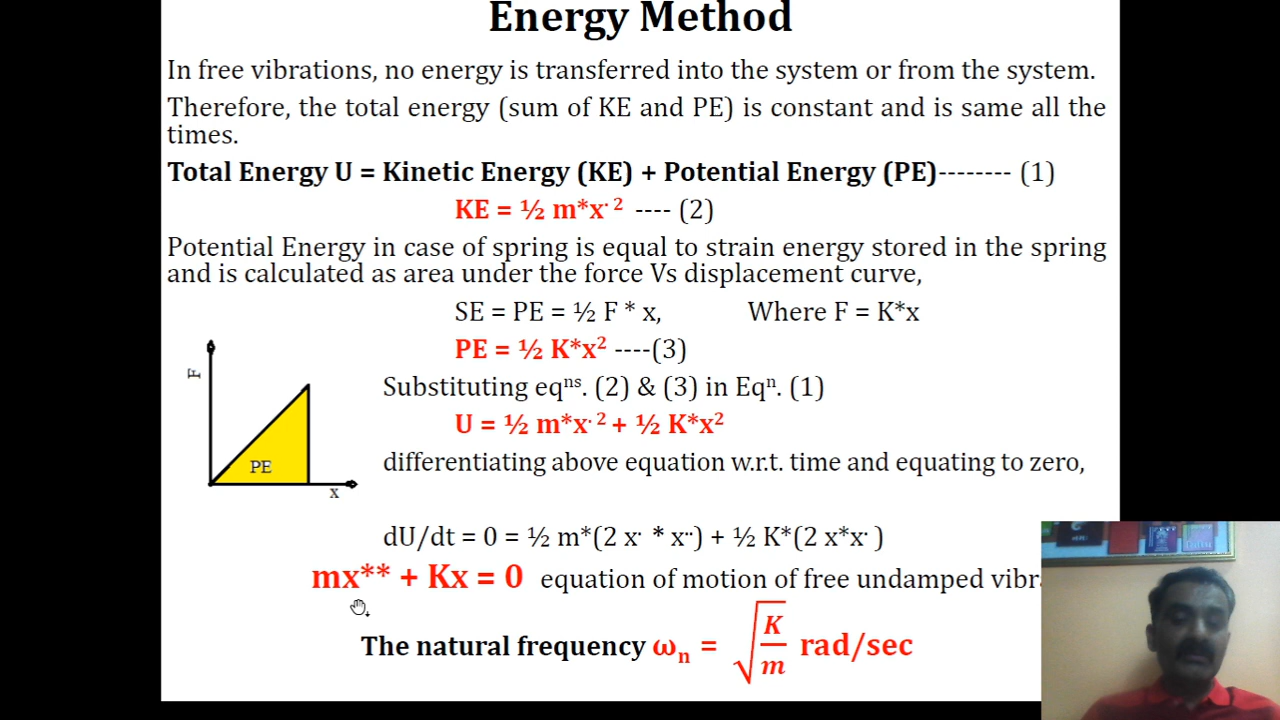 Energy Method
In free vibrations, no energy is transferred into the system or from the system.
Therefore, the total energy (sum of KE and PE) is constant and is same all the
times.
Total Energy U = Kinetic Energy (KE) + Potential Energy (PE)-------- (1)
KE = ½ m*x˙ ² ---- (2)
Potential Energy in case of spring is equal to strain energy stored in the spring
and is calculated as area under the force Vs displacement curve,
SE = PE = ½ F * x, Where F = K*x
PE = ½ K*x² ----(3)
Substituting eqⁿˢ. (2) & (3) in Eqⁿ. (1)
U = ½ m*x˙ ² + ½ K*x²
differentiating above equation w.r.t. time and equating to zero,
F
PE
x
dU/dt = 0 = ½ m*(2 x˙ * x¨) + ½ K*(2 x*x˙ )
mx** + Kx = 0 equation of motion of free undamped
The natural frequency ωₙ = √(K/m) rad/sec